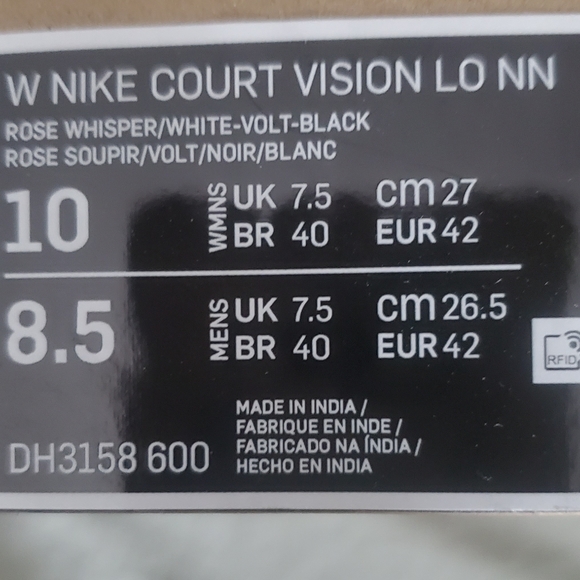 W NIKE COURT VISION LO NN
ROSE WHISPER/WHITE-VOLT-BLACK
ROSE SOUPIR/VOLT/NOIR/BLANC
10 WMNS UK 7.5 cm 27
BR 40 EUR 42
8.5 MENS UK 7.5 cm 26.5
BR 40 EUR 42
RFID
MADE IN INDIA /
FABRIQUE EN INDE /
FABRICADO NA ÍNDIA /
HECHO EN INDIA
DH3158 600